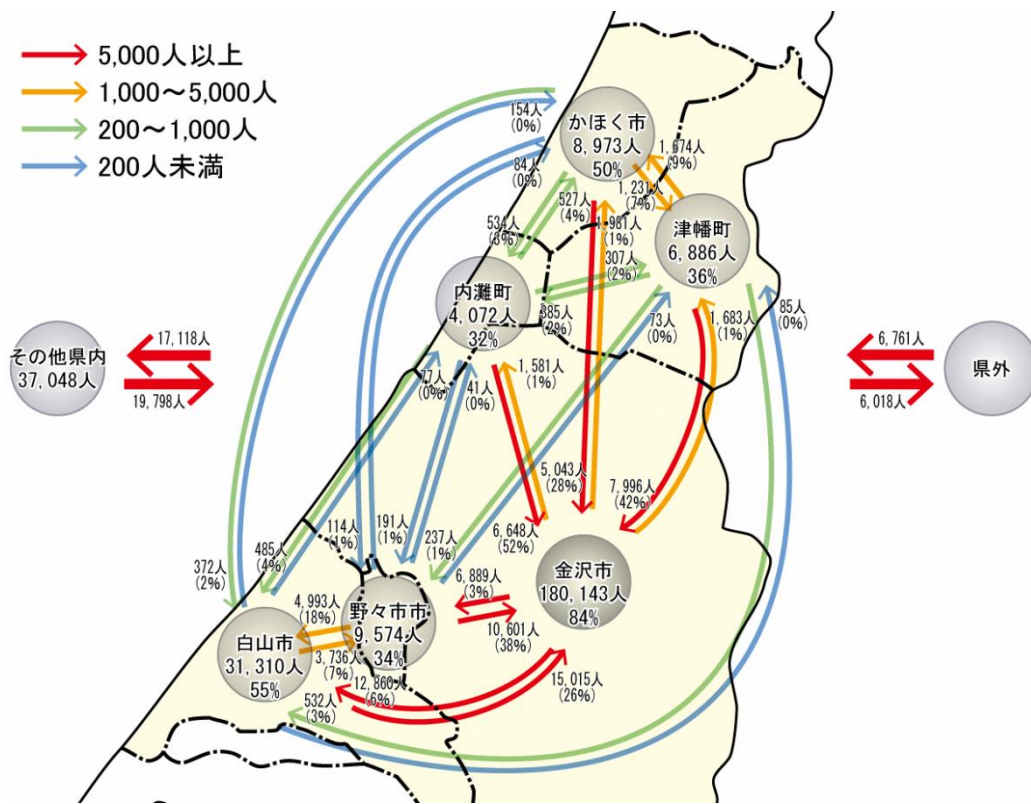 5,000人以上
1,000～5,000人
200～1,000人
200人未満
154人
(0%)
かほく市
8,973人
50%
1,674人
(9%)
84人
(0%)
1,231人
(7%)
527人
(4%)
1,981人
(1%)
津幡町
6,886人
36%
534人
(3%)
307人
(2%)
内灘町
4,072人
32%
385人
(2%)
73人
(0%)
1,683人
(1%)
85人
(0%)
その他県内
37,048人
17,118人
19,798人
6,761人
6,018人
県外
77人
(0%)
41人
(0%)
1,581人
(1%)
5,043人
(28%)
7,996人
(42%)
6,648人
(52%)
114人
(1%)
191人
(1%)
237人
(1%)
485人
(4%)
372人
(2%)
6,889人
(3%)
金沢市
180,143人
84%
4,993人
(18%)
野々市市
9,574人
34%
10,601人
(38%)
白山市
31,310人
55%
3,736人
(7%)
12,860人
(6%)
15,015人
(26%)
532人
(3%)